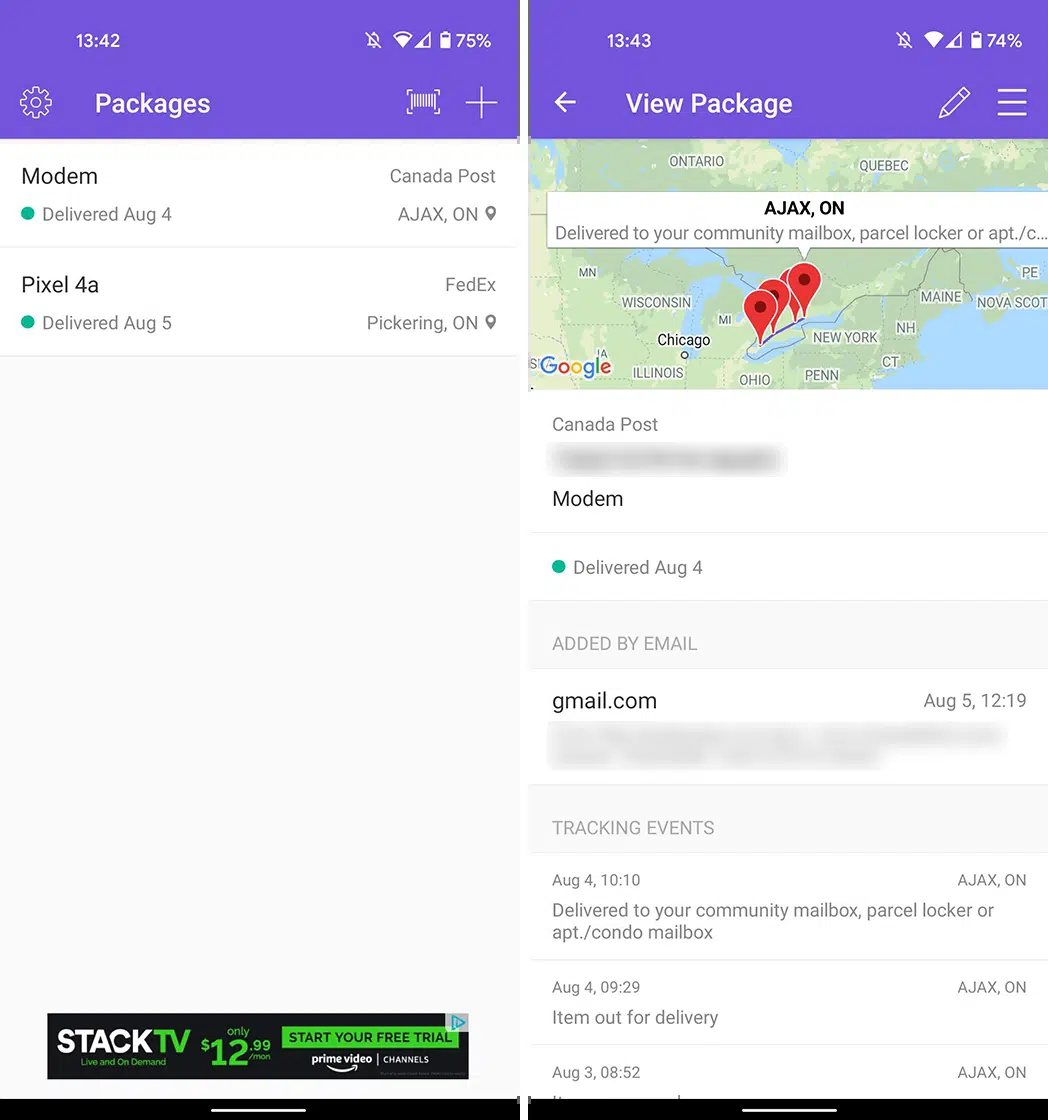 13:42
75%
Packages
Modem
Canada Post
Delivered Aug 4
AJAX, ON
Pixel 4a
FedEx
Delivered Aug 5
Pickering, ON
STACKTV
Live and On Demand
only
$12.99
/mon
START YOUR FREE TRIAL
prime video | CHANNELS
13:43
74%
View Package
ONTARIO
QUEBEC
AJAX, ON
Delivered to your community mailbox, parcel locker or apt./c...
MN
PE
WISCONSIN
MAINE
NOVA SCOT
MI
NH
Chicago
NEW YORK
IA
CT
Google
ILLINOIS
PENN
OHIO
Canada Post
Modem
Delivered Aug 4
ADDED BY EMAIL
gmail.com
Aug 5, 12:19
TRACKING EVENTS
Aug 4, 10:10
AJAX, ON
Delivered to your community mailbox, parcel locker or
apt./condo mailbox
Aug 4, 09:29
AJAX, ON
Item out for delivery
Aug 3, 08:52
AJAX, ON